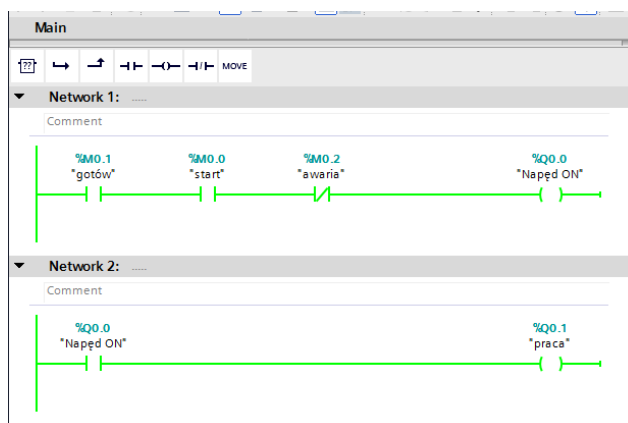 Main
?? MOVE
Network 1: .....
Comment
%M0.1 %M0.0 %M0.2 %Q0.0
"gotów" "start" "awaria" "Napęd ON"
Network 2: .....
Comment
%Q0.0 %Q0.1
"Napęd ON" "praca"